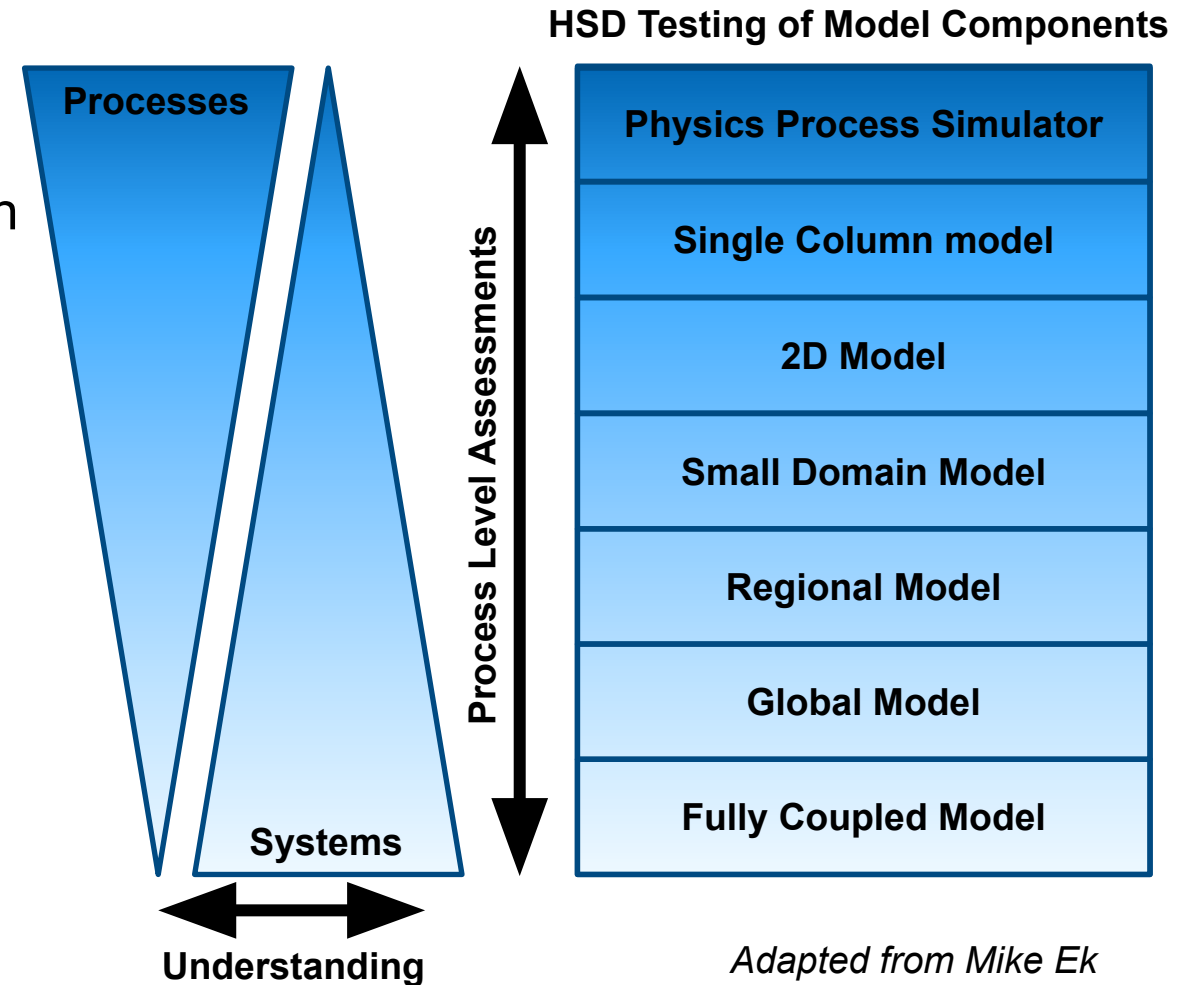 HSD Testing of Model Components
Processes
n
Systems
Understanding
Process Level Assessments
Physics Process Simulator
Single Column model
2D Model
Small Domain Model
Regional Model
Global Model
Fully Coupled Model
Adapted from Mike Ek